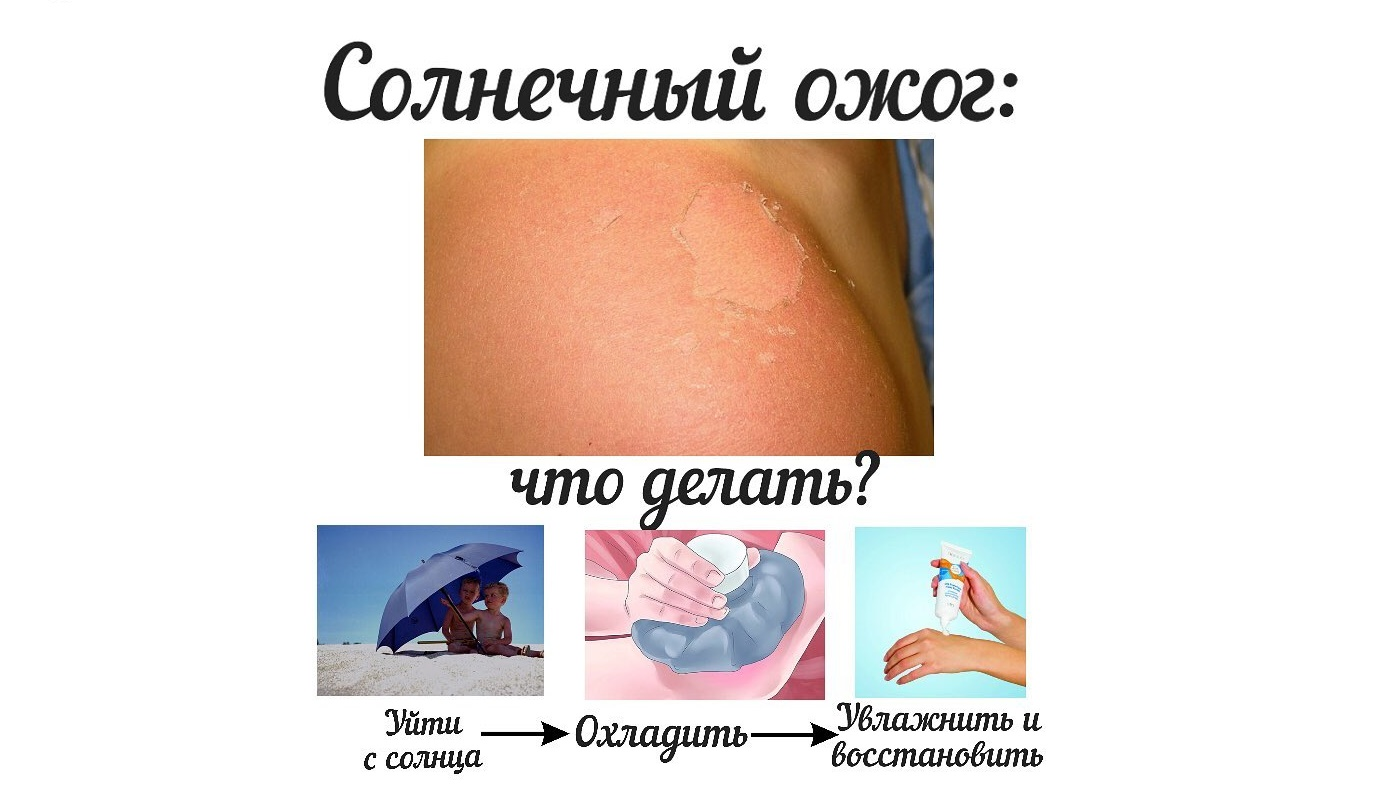 Солнечный ожог:
что делать?
Уйти
с солнца
Охладить
Увлажнить и
восстановить